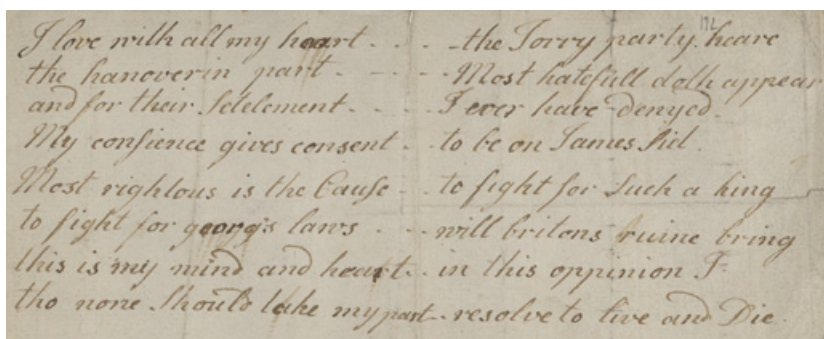 I love with all my heart - - - - the Torry party heare 171
the hanoverin part - - - - Most hatefull doth appear
and for their Setelement - - - - I ever have denyed
My consience gives consent - - to be on James Sid
Most rightous is the Cause - - to fight for Such a king
to fight for georgs laws - - - will britons ruine bring
this is my mind and heart - - in this oppinion I
tho none Should take my part - - resolve to live and Die